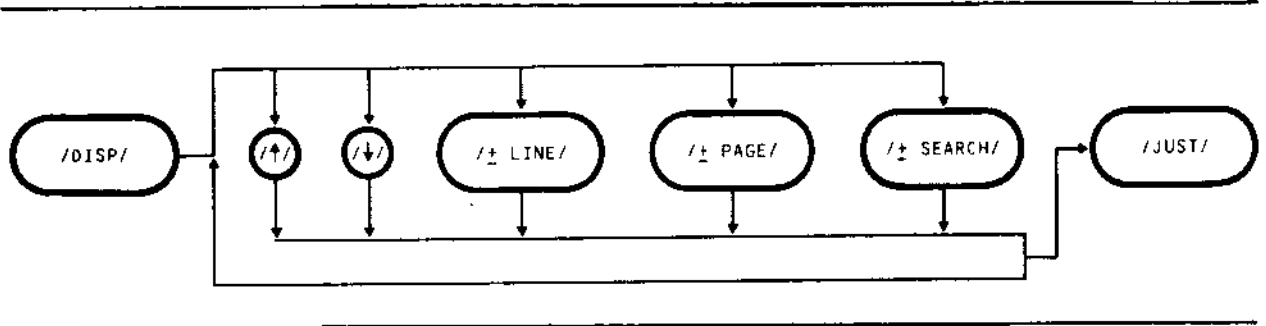 /DISP/
/↑/
/↓/
/± LINE/
/± PAGE/
/± SEARCH/
/JUST/